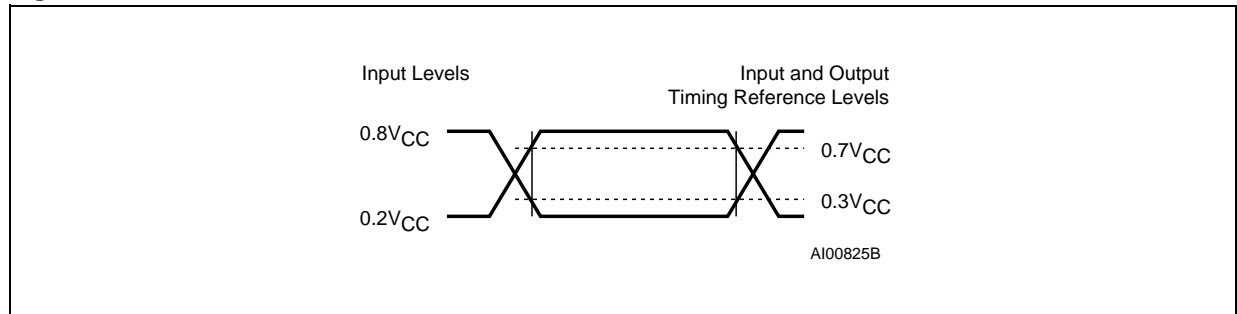 Input Levels
Input and Output
Timing Reference Levels
0.8VCC
0.7VCC
0.3VCC
0.2VCC
AI00825B